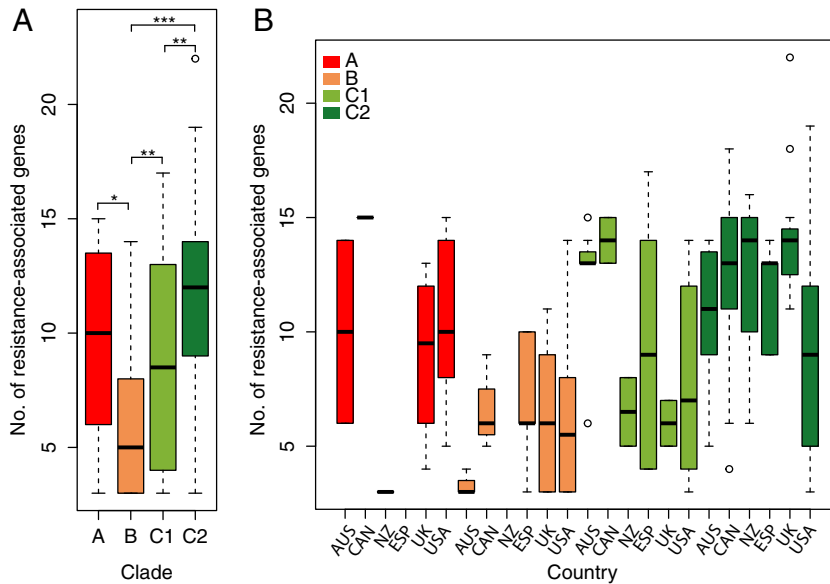 A
B
No. of resistance-associated genes
5
10
15
20
*
**
***
**
A B C1 C2
Clade
No. of resistance-associated genes
5
10
15
20
A
B
C1
C2
AUS CAN NZ ESP UK USA AUS CAN NZ ESP UK USA AUS CAN NZ ESP UK USA AUS CAN NZ ESP UK USA
Country